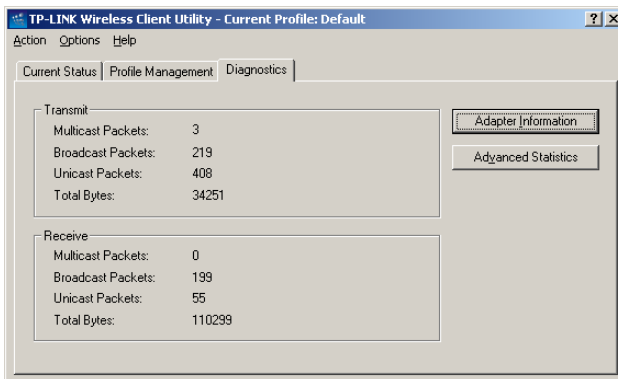 TP-LINK Wireless Client Utility - Current Profile: Default
Action Options Help
Current Status Profile Management Diagnostics
Transmit
Multicast Packets: 3
Broadcast Packets: 219
Unicast Packets: 408
Total Bytes: 34251
Adapter Information
Advanced Statistics
Receive
Multicast Packets: 0
Broadcast Packets: 199
Unicast Packets: 55
Total Bytes: 110299